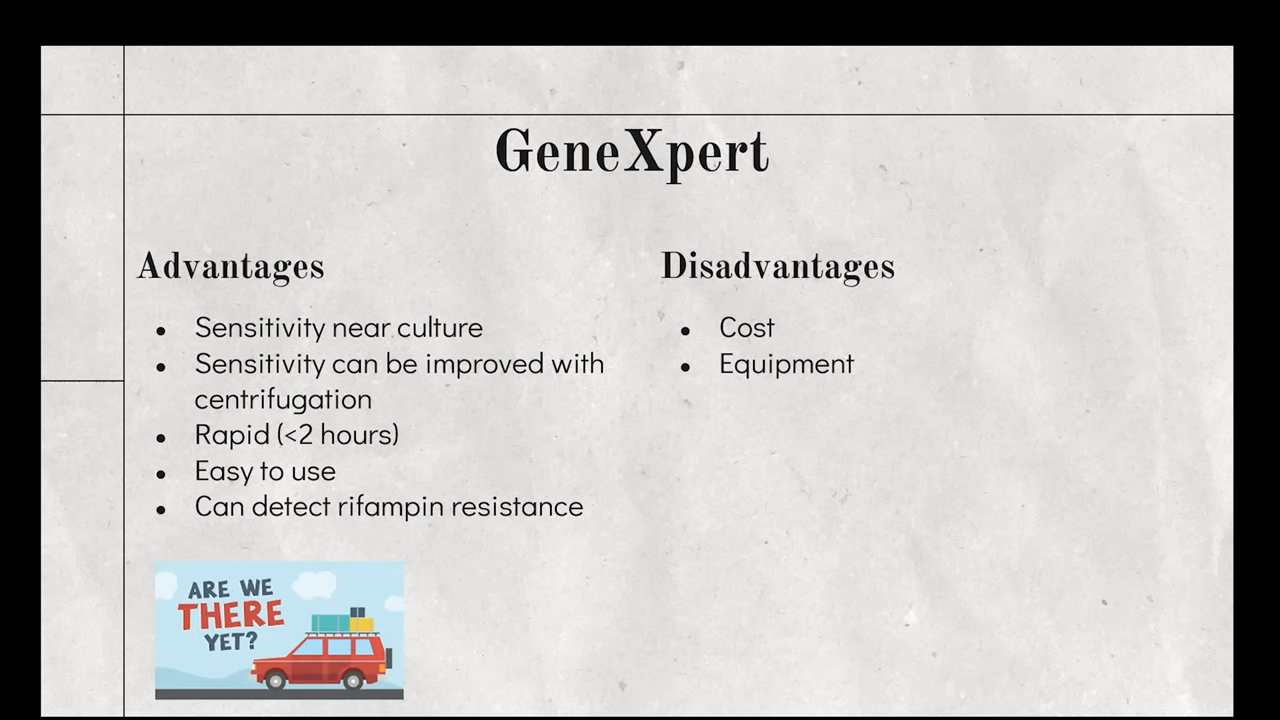 GeneXpert
Advantages
• Sensitivity near culture
• Sensitivity can be improved with
centrifugation
• Rapid (<2 hours)
• Easy to use
• Can detect rifampin resistance
Disadvantages
• Cost
• Equipment
ARE WE
THERE
YET?